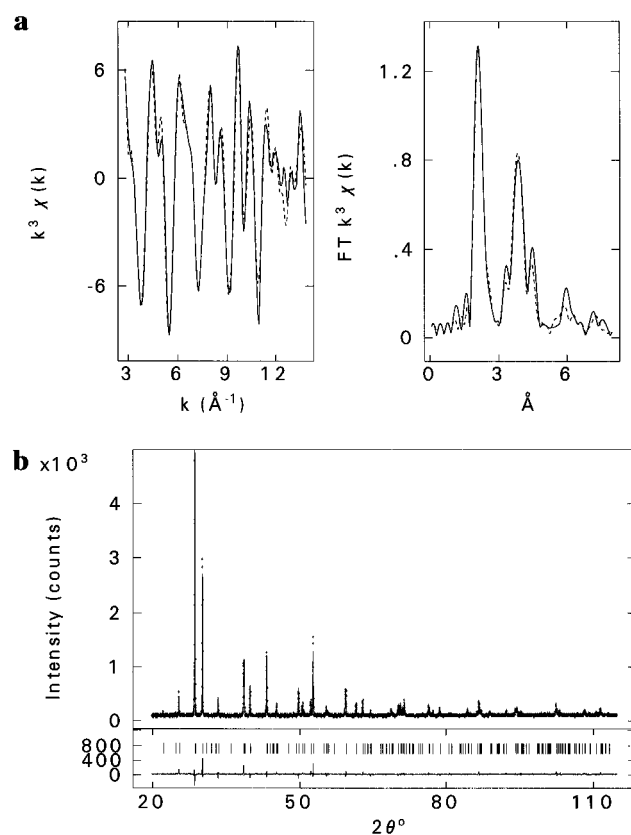 a
6
0
-6
k³ χ (k)
3 6 9 12
k (Å⁻¹)
1.2
.8
.4
0
FT k³ χ (k)
0 3 6
Å
b
x10³
4
3
2
1
0
Intensity (counts)
800
400
0
20 50 80 110
2θ°